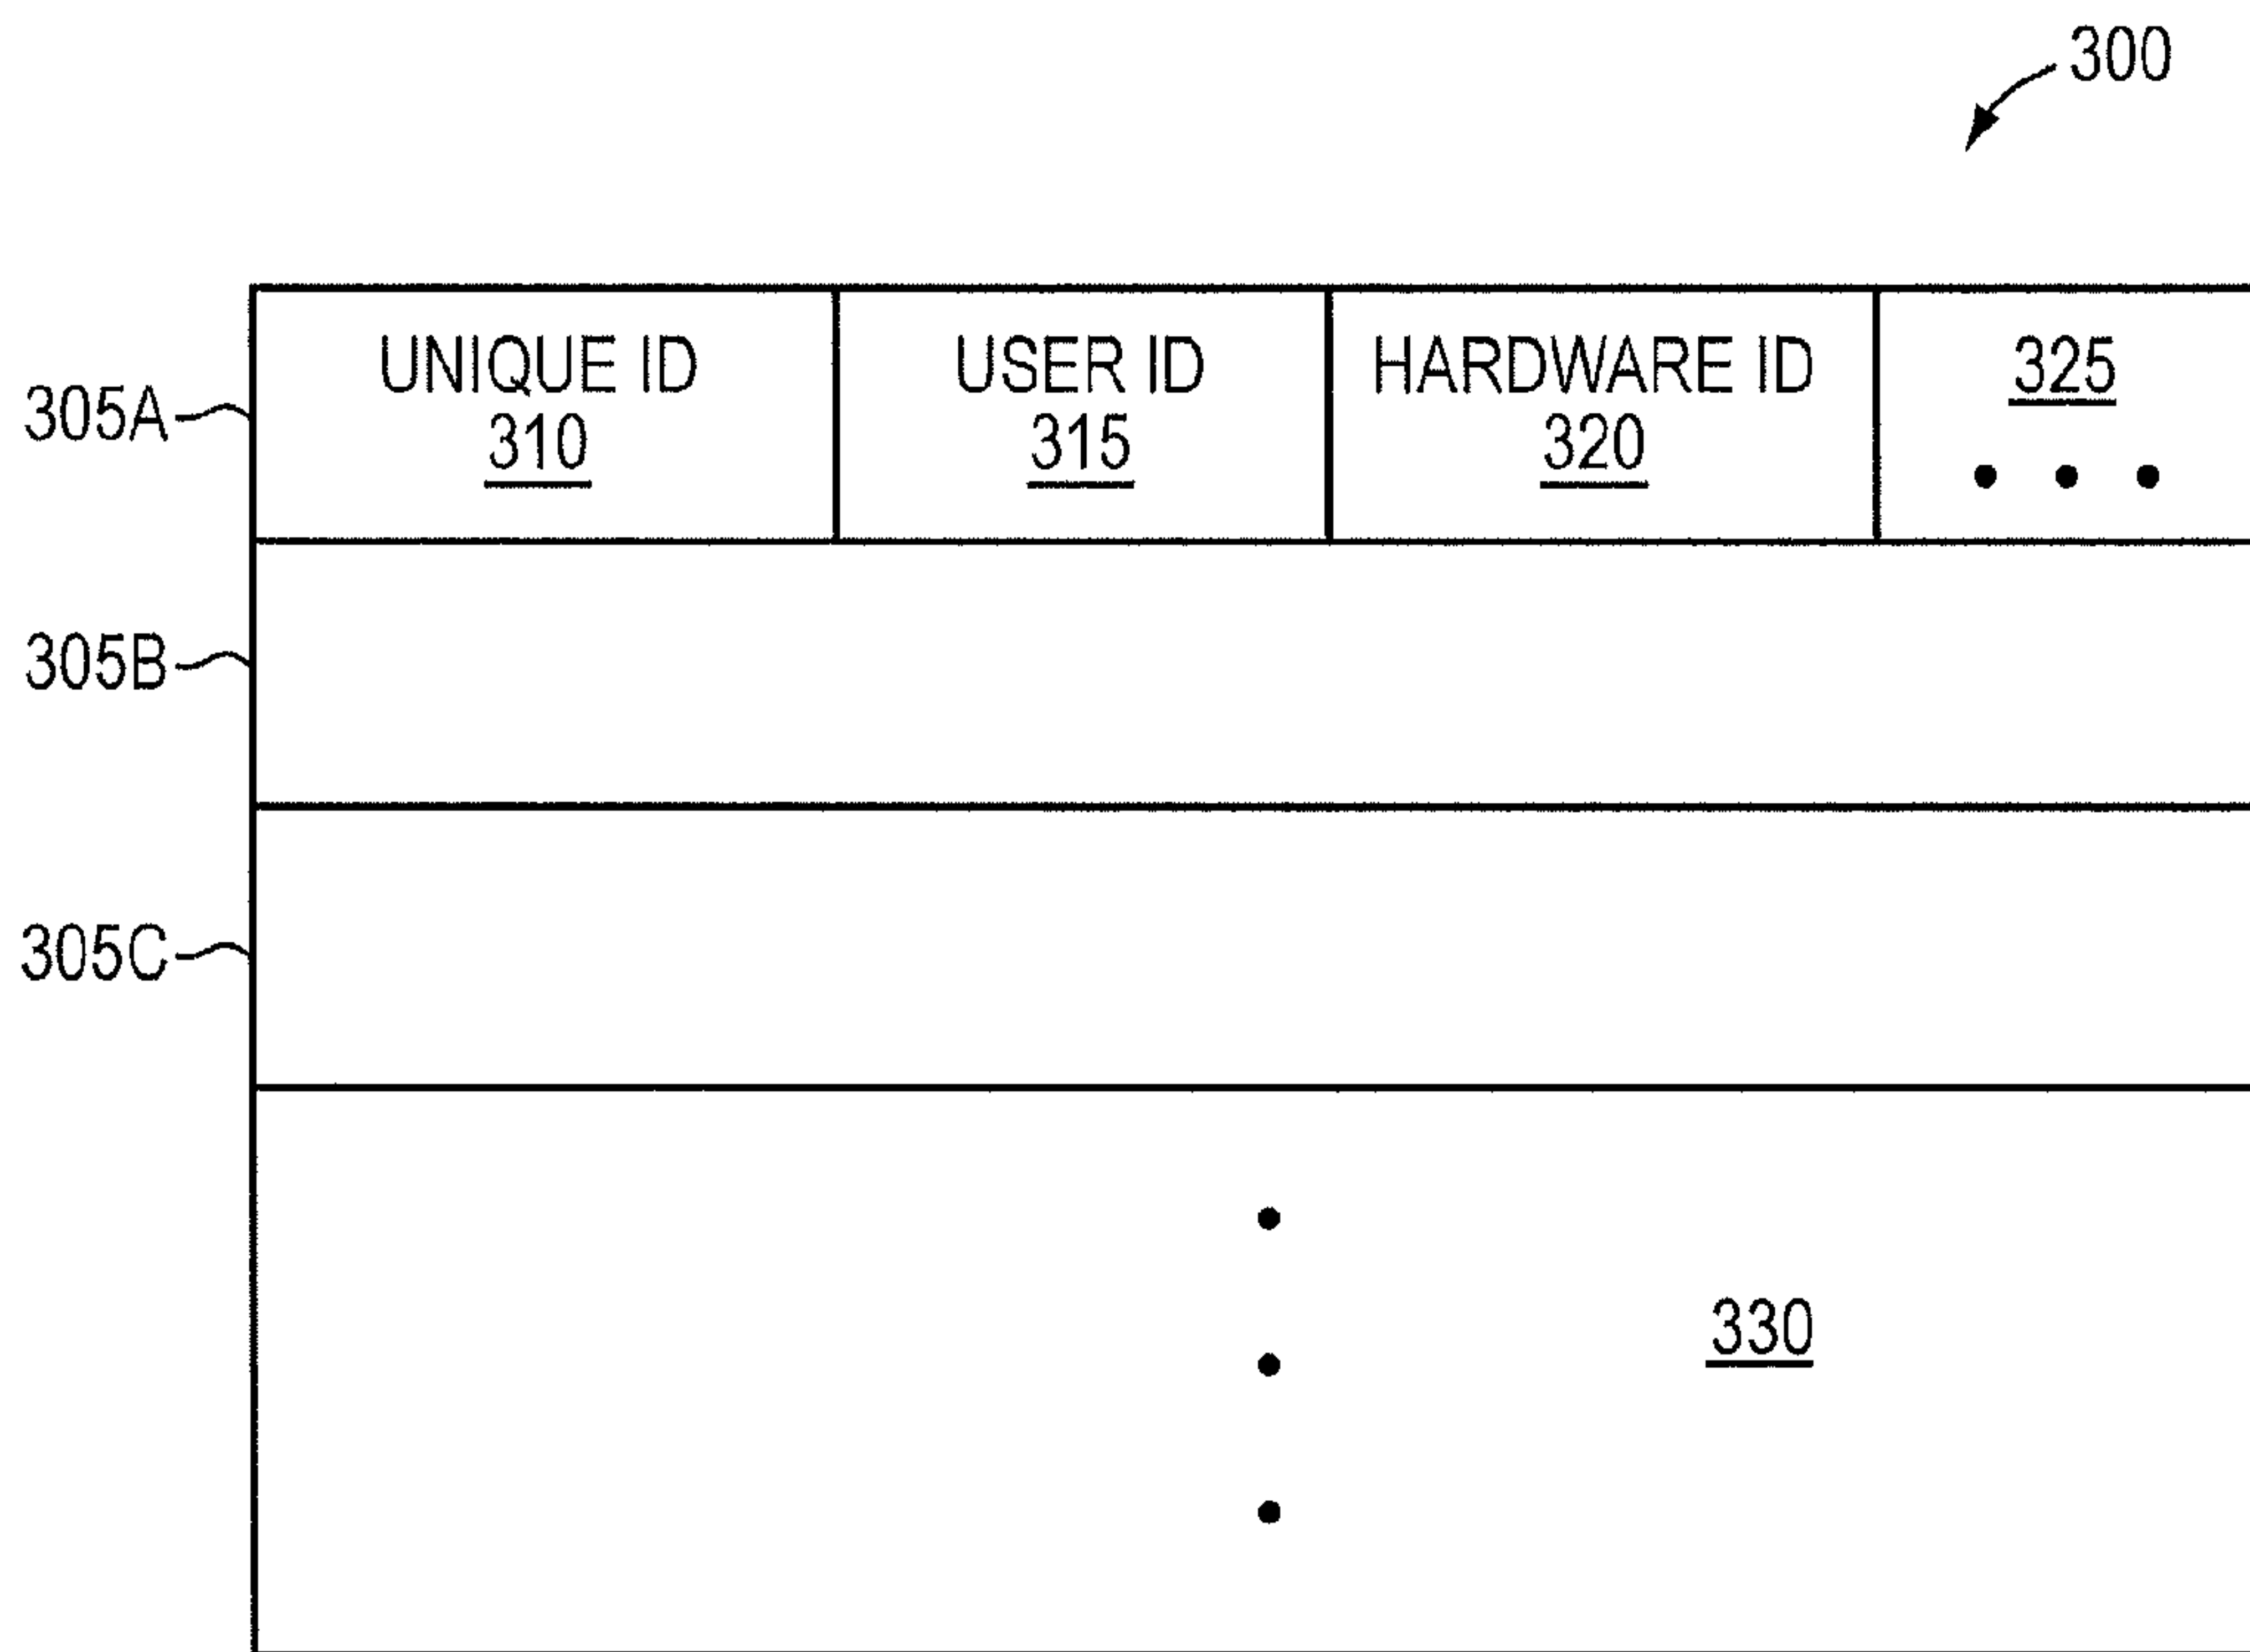 300
305A
UNIQUE ID
310
USER ID
315
HARDWARE ID
320
325
• • •
305B
305C
330